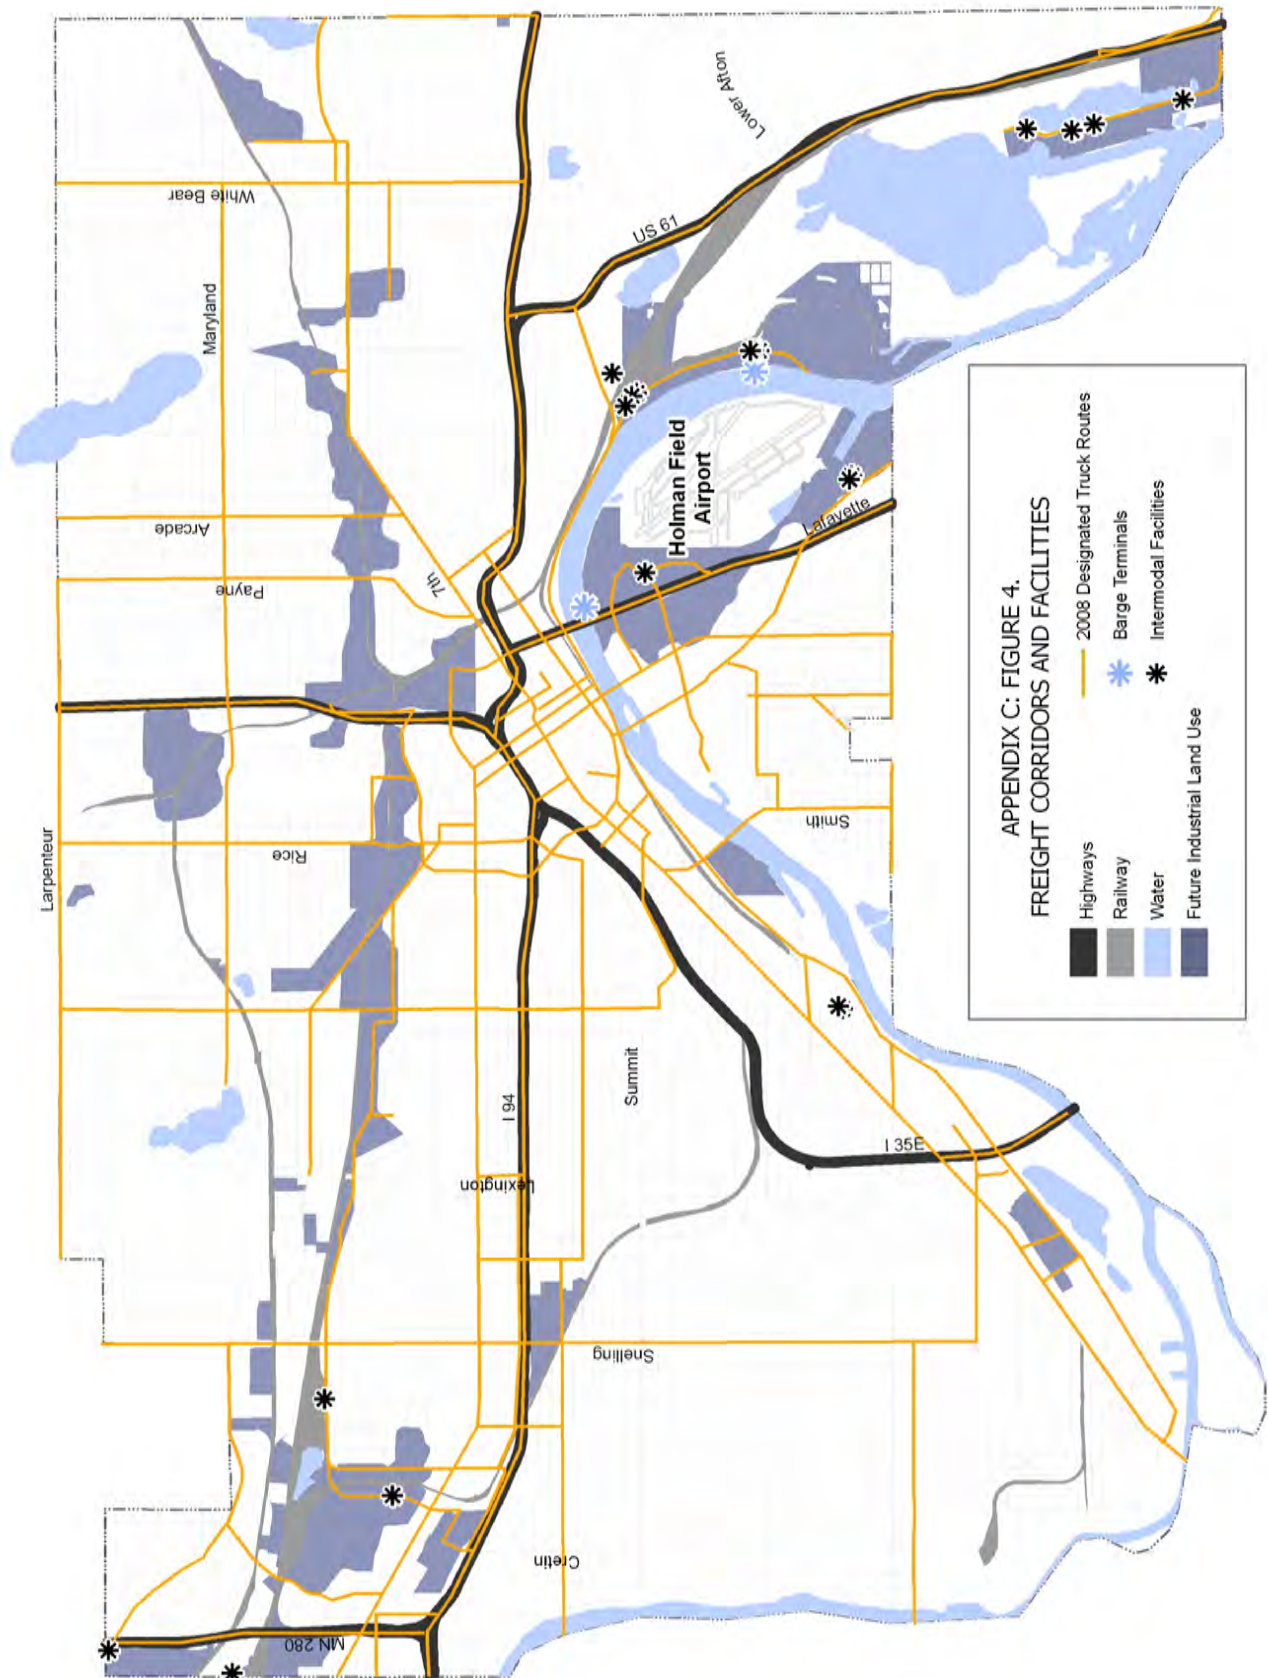 Larpenteur
White Bear
Maryland
Arcade
Payne
7th
Rice
Lower Afton
US 61
Holman Field
Airport
Lafayette
Smith
Summit
I 94
Lexington
I 35E
Snelling
Cretin
MN 280
APPENDIX C: FIGURE 4.
FREIGHT CORRIDORS AND FACILITIES
Highways
Railway
Water
Future Industrial Land Use
2008 Designated Truck Routes
Barge Terminals
Intermodal Facilities